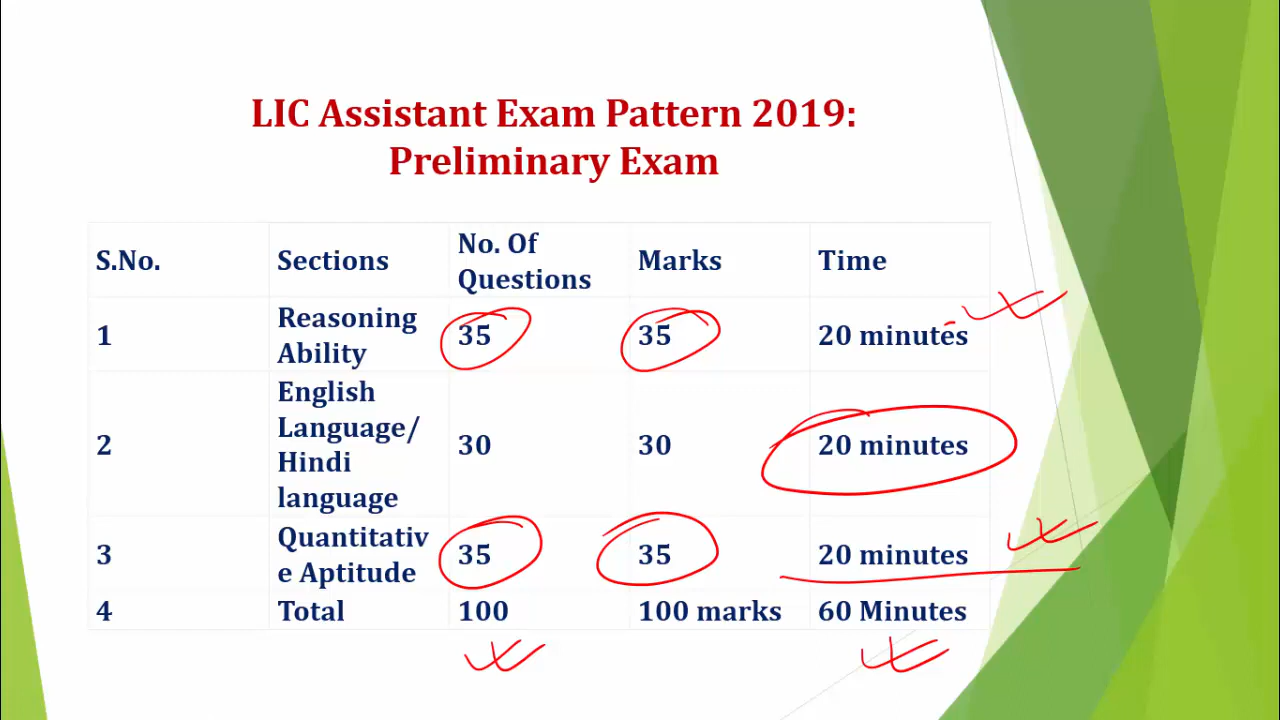 LIC Assistant Exam Pattern 2019:
Preliminary Exam
S.No. Sections No. Of Questions Marks Time
1 Reasoning Ability 35 35 20 minutes
2 English Language/ Hindi language 30 30 20 minutes
3 Quantitative Aptitude 35 35 20 minutes
4 Total 100 100 marks 60 Minutes